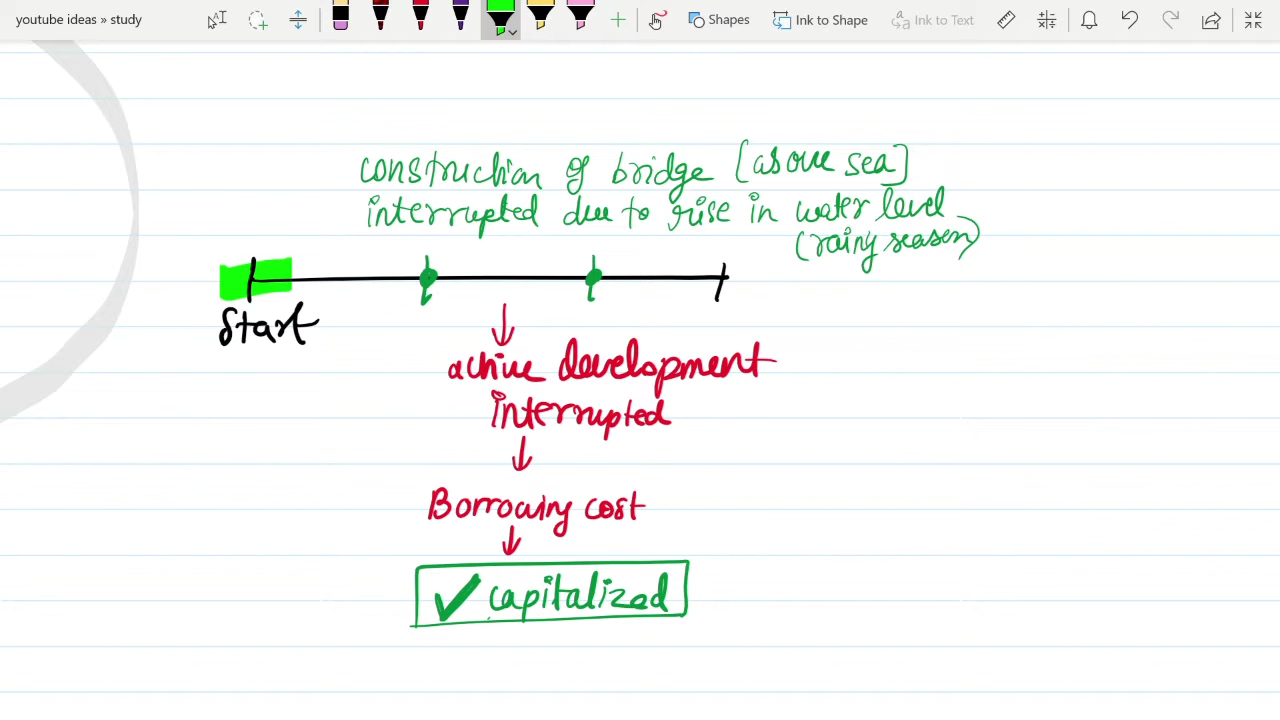 youtube ideas » study
Shapes
Ink to Shape
Ink to Text
construction of bridge [above sea]
interrupted due to rise in water level
(rainy season)
Start
active development
interrupted
Borrowing cost
✓ capitalized